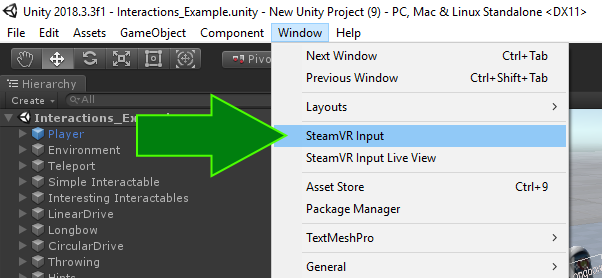 Unity 2018.3.3f1 - Interactions_Example.unity - New Unity Project (9) - PC, Mac & Linux Standalone <DX11>
File Edit Assets GameObject Component Window Help
Pivo
Hierarchy
Create All
Interactions_Ex
Player
Environment
Teleport
Simple Interactable
Interesting Interactables
LinearDrive
Longbow
CircularDrive
Throwing
Hints
Next Window Ctrl+Tab
Previous Window Ctrl+Shift+Tab
Layouts
SteamVR Input
SteamVR Input Live View
Asset Store Ctrl+9
Package Manager
TextMeshPro
General